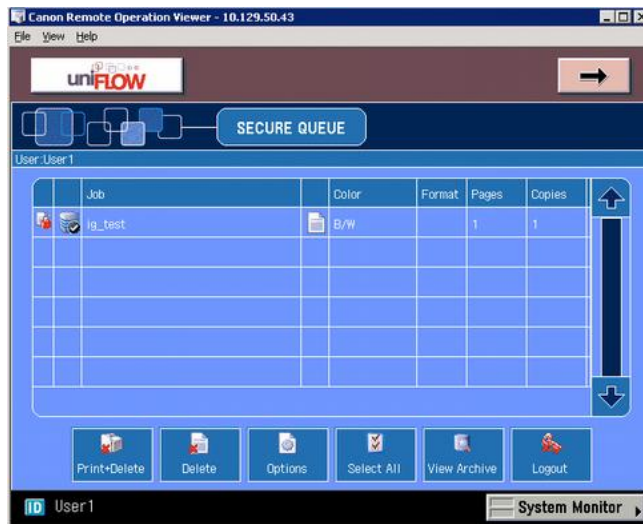 Canon Remote Operation Viewer - 10.129.50.43
File View Help
uniFLOW
SECURE QUEUE
User:User1
Job Color Format Pages Copies
ig_test B/W 1 1
Print+Delete Delete Options Select All View Archive Logout
ID User1 System Monitor